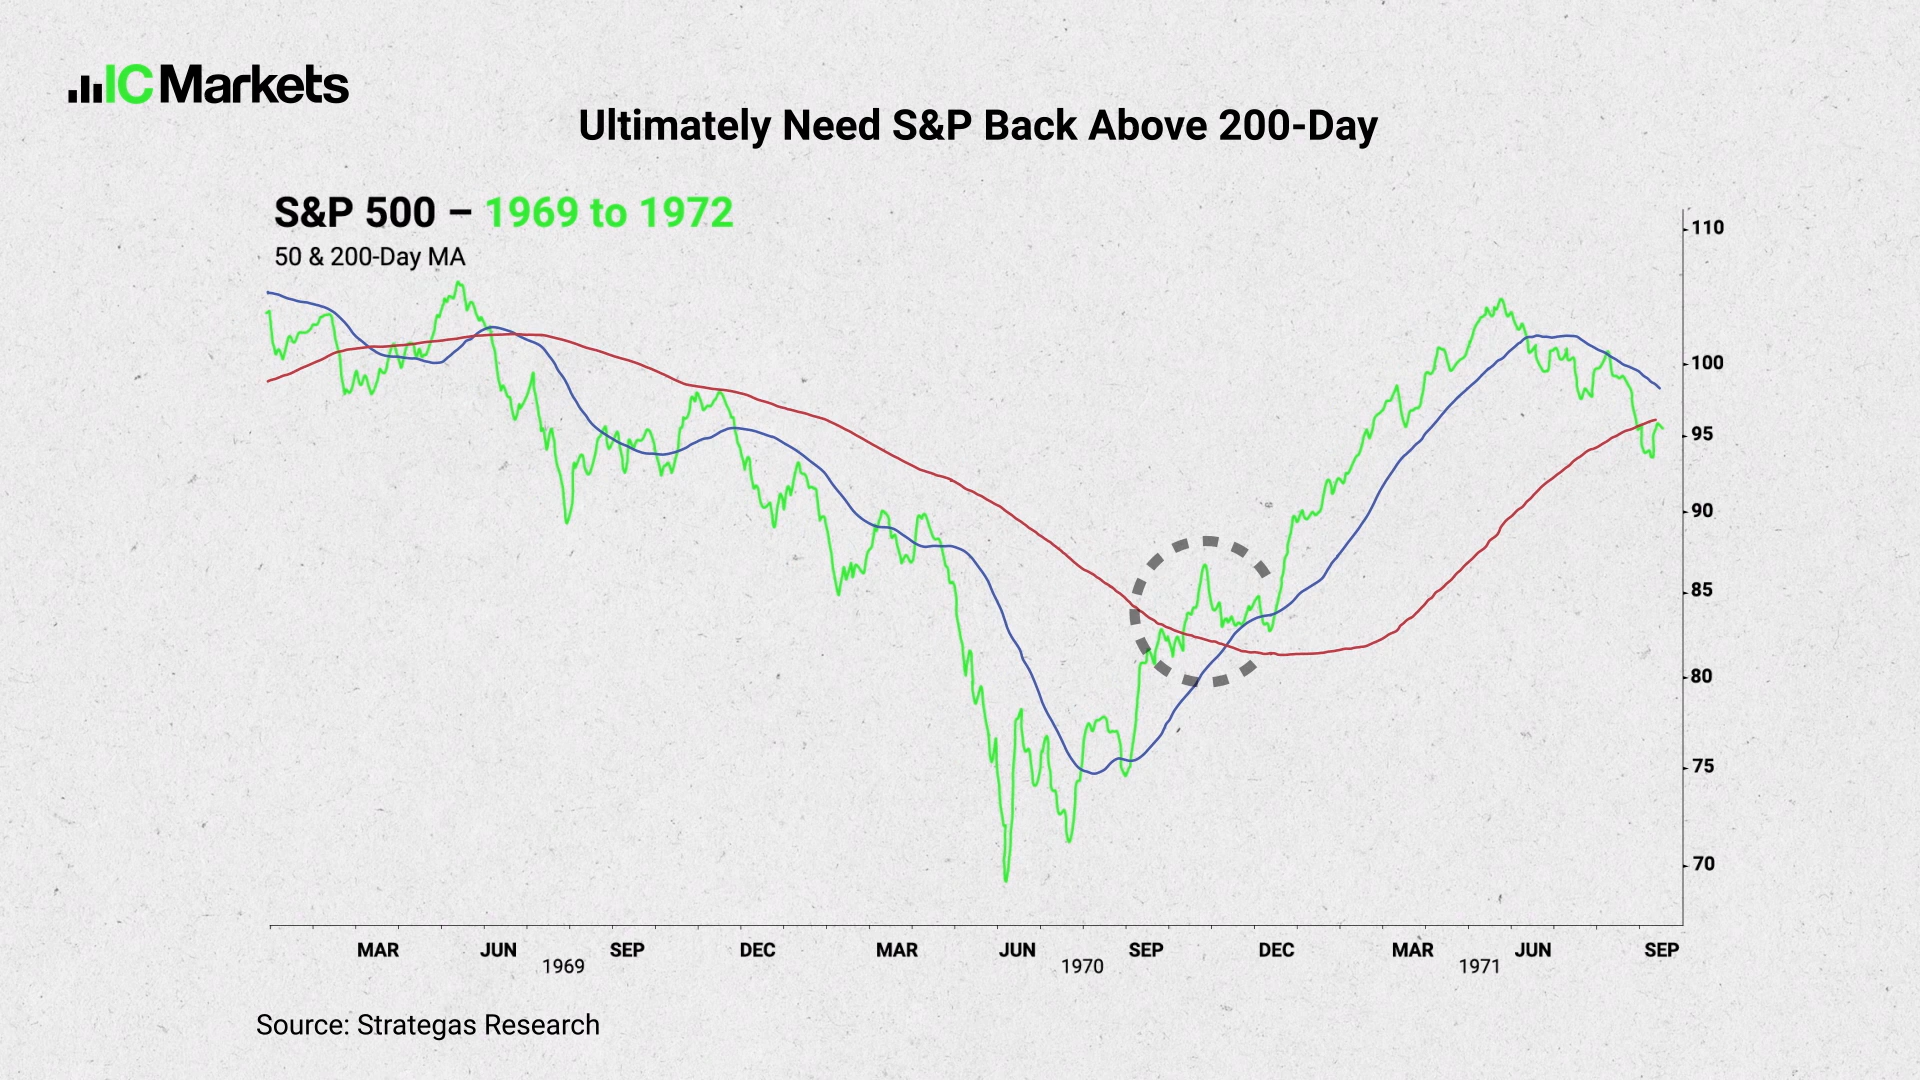 IC Markets
Ultimately Need S&P Back Above 200-Day
S&P 500 – 1969 to 1972
50 & 200-Day MA
110
100
95
90
85
80
75
70
MAR JUN SEP DEC MAR JUN SEP DEC MAR JUN SEP
1969 1970 1971
Source: Strategas Research